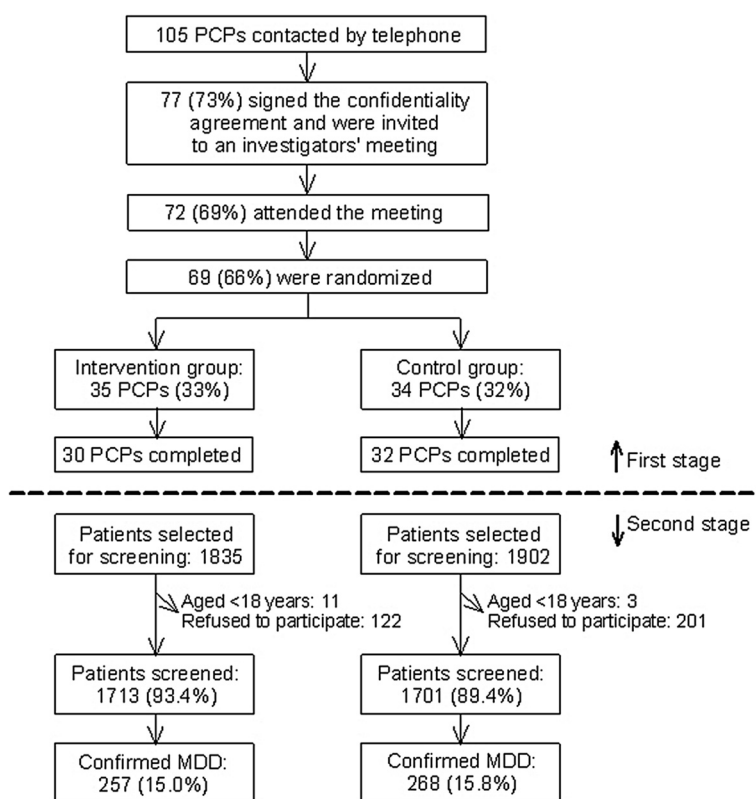 105 PCPs contacted by telephone
77 (73%) signed the confidentiality
agreement and were invited
to an investigators' meeting
72 (69%) attended the meeting
69 (66%) were randomized
Intervention group:
35 PCPs (33%)
Control group:
34 PCPs (32%)
30 PCPs completed
32 PCPs completed
First stage
Second stage
Patients selected
for screening: 1835
Patients selected
for screening: 1902
Aged <18 years: 11
Refused to participate: 122
Aged <18 years: 3
Refused to participate: 201
Patients screened:
1713 (93.4%)
Patients screened:
1701 (89.4%)
Confirmed MDD:
257 (15.0%)
Confirmed MDD:
268 (15.8%)